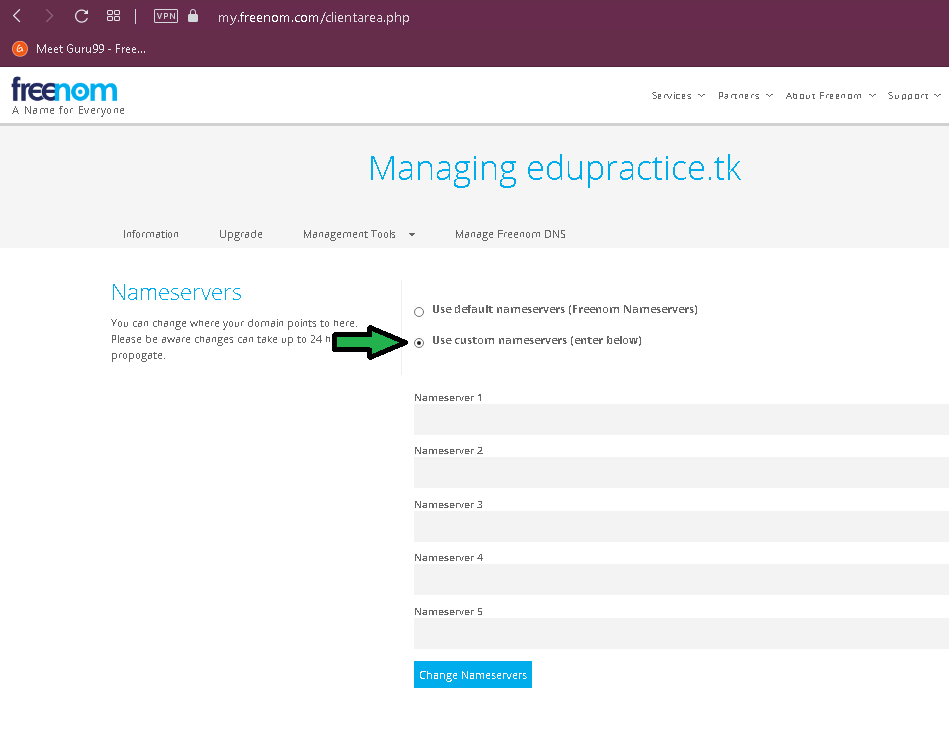 VPN my.freenom.com/clientarea.php
Meet Guru99 - Free...
freenom
A Name for Everyone
Services Partners About Freenom Support
Managing edupractice.tk
Information Upgrade Management Tools Manage Freenom DNS
Nameservers
You can change where your domain points to here.
Please be aware changes can take up to 24 h
propogate.
Use default nameservers (Freenom Nameservers)
Use custom nameservers (enter below)
Nameserver 1
Nameserver 2
Nameserver 3
Nameserver 4
Nameserver 5
Change Nameservers